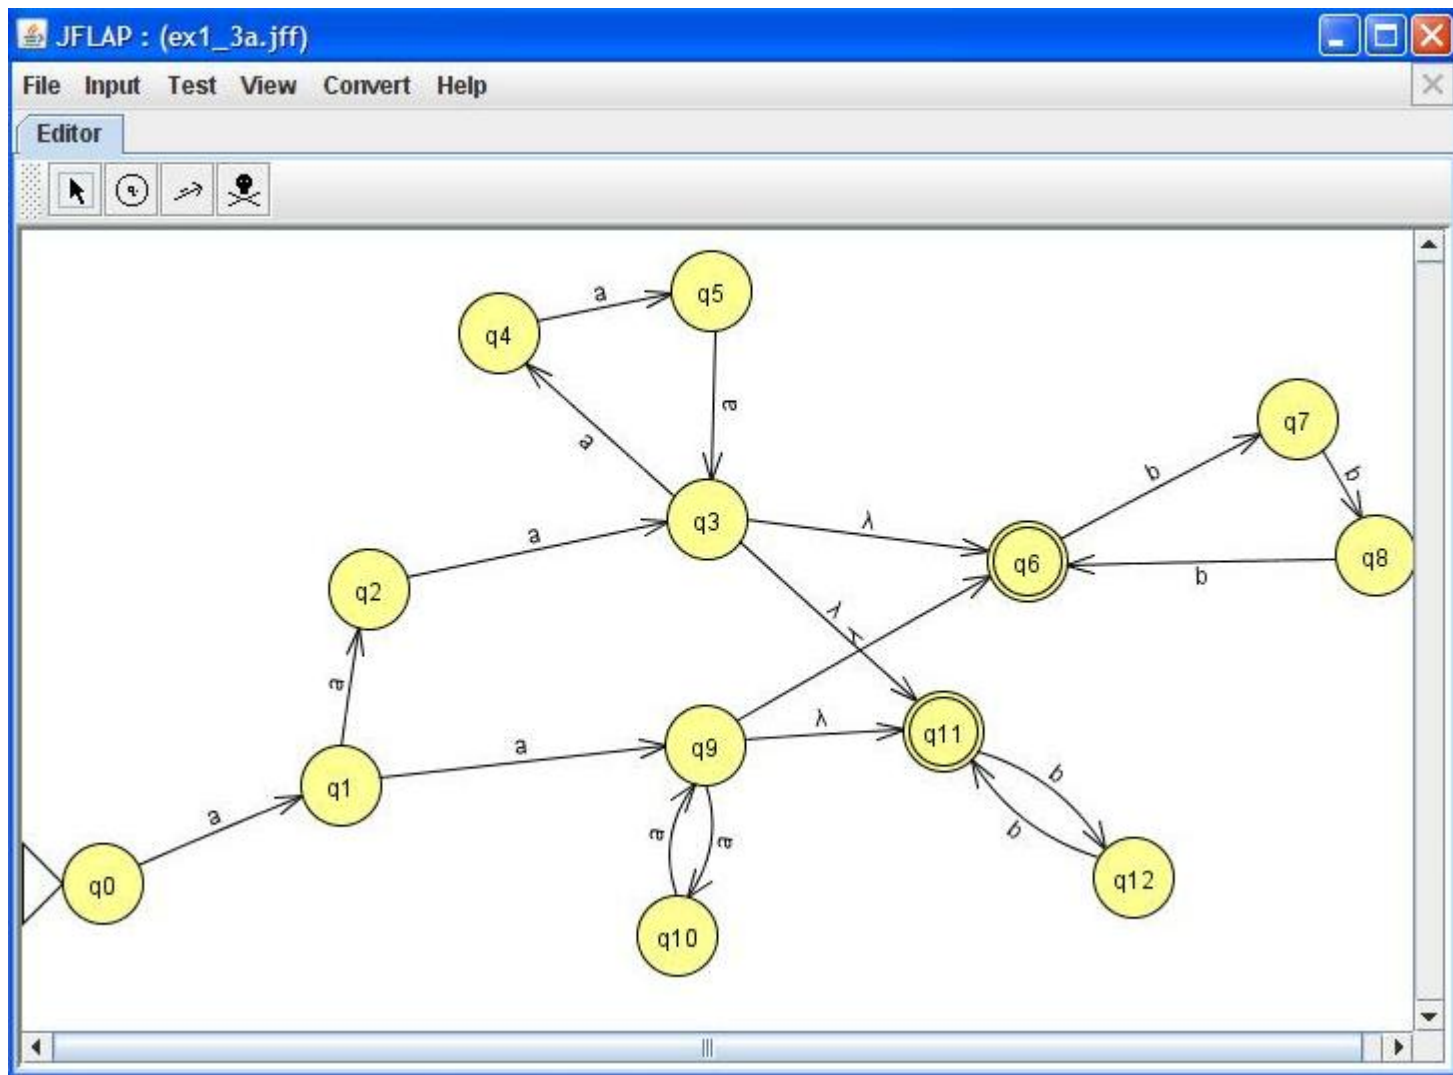 JFLAP : (ex1_3a.jff)
File Input Test View Convert Help
Editor
q
a
q5
q4
a
a
q7
b
b
q3
λ
q6
q8
b
a
q2
λ
λ
a
a
q9
λ
q11
q1
a
b
b
a
a
q0
q12
q10